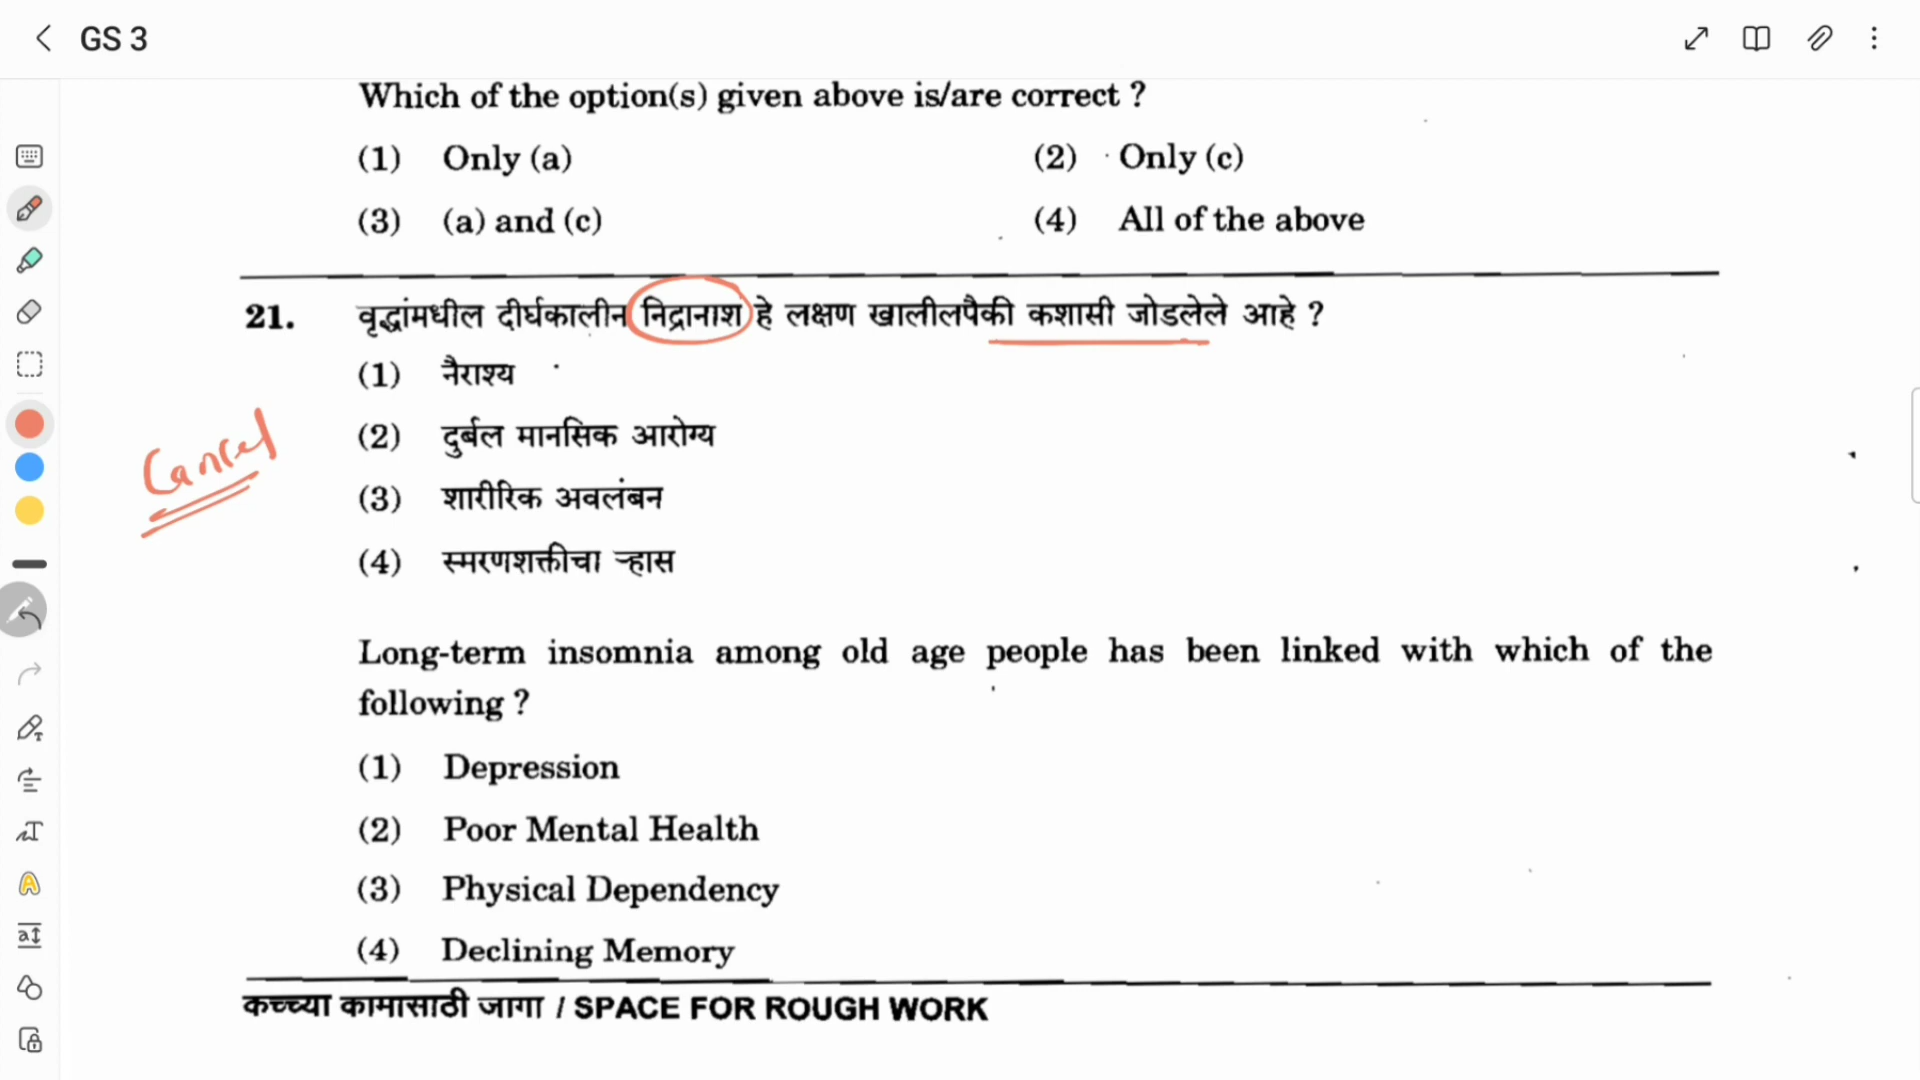 GS 3
Which of the option(s) given above is/are correct ?
(1) Only (a) (2) Only (c)
(3) (a) and (c) (4) All of the above
21. वृद्धांमधील दीर्घकालीन निद्रानाश हे लक्षण खालीलपैकी कशासी जोडलेले आहे ?
(1) नैराश्य
(2) दुर्बल मानसिक आरोग्य
Cancel
(3) शारीरिक अवलंबन
(4) स्मरणशक्तीचा ऱ्हास
Long-term insomnia among old age people has been linked with which of the
following ?
(1) Depression
(2) Poor Mental Health
(3) Physical Dependency
(4) Declining Memory
कच्च्या कामासाठी जागा / SPACE FOR ROUGH WORK